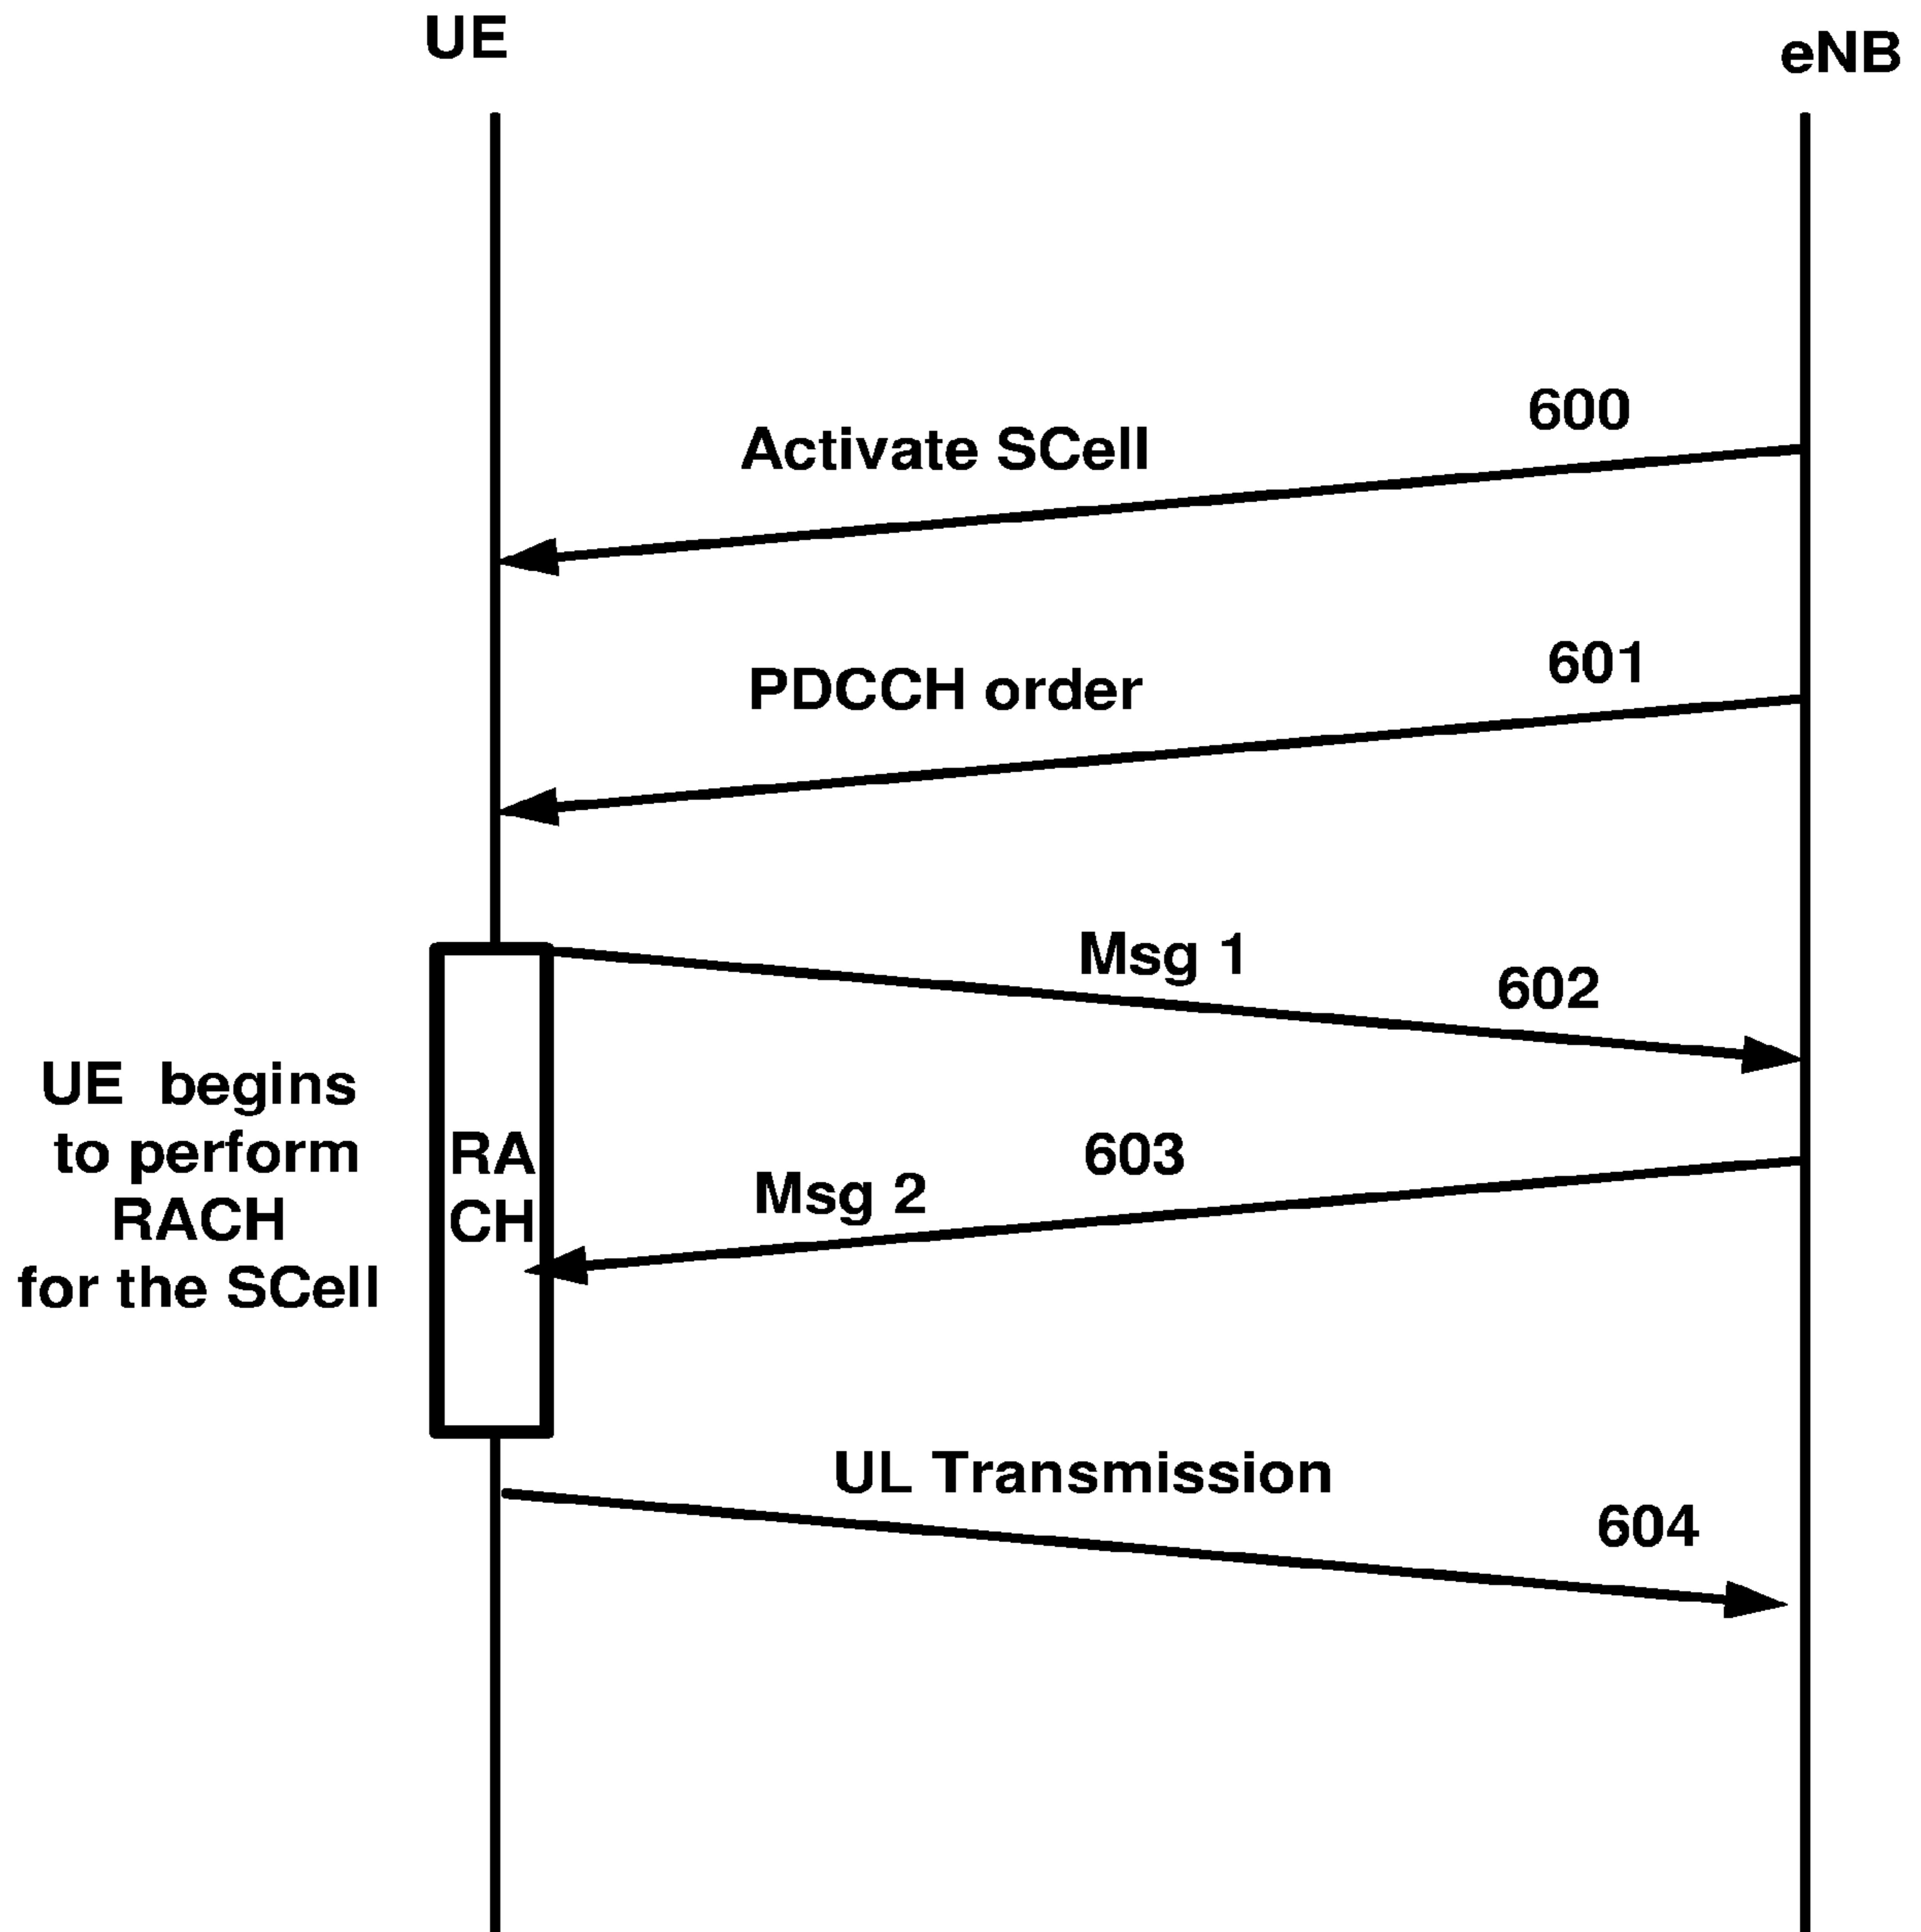 UE
eNB
600
Activate SCell
601
PDCCH order
Msg 1
602
UE begins
to perform
RACH
for the SCell
RA
CH
603
Msg 2
UL Transmission
604